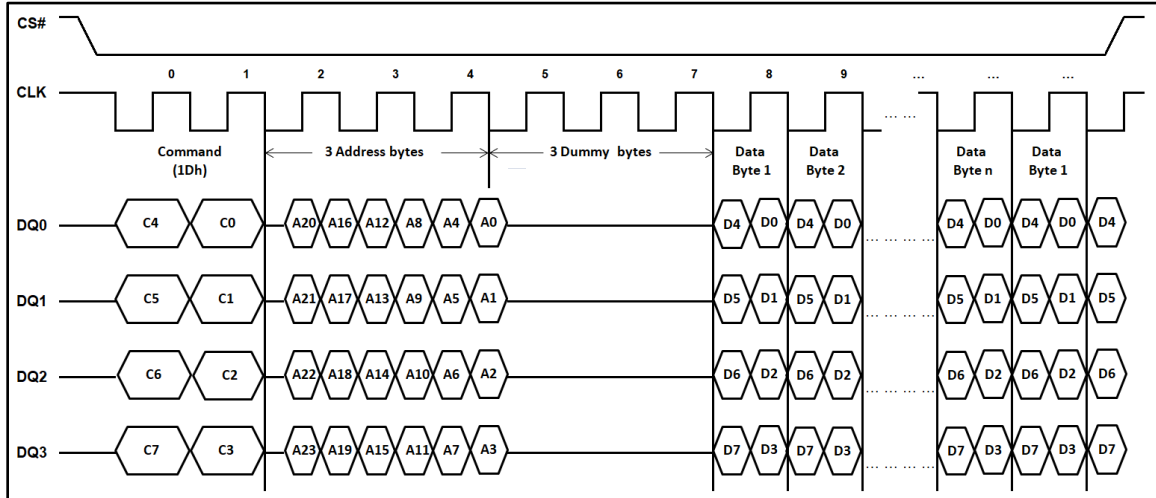 CS#
0 1 2 3 4 5 6 7 8 9 ... ... ...
CLK
... ...
Command 3 Address bytes 3 Dummy bytes Data Data Data Data
(1Dh) Byte 1 Byte 2 Byte n Byte 1
DQ0 C4 C0 A20 A16 A12 A8 A4 A0 D4 D0 D4 D0 ... ... ... ... D4 D0 D4 D0 D4
DQ1 C5 C1 A21 A17 A13 A9 A5 A1 D5 D1 D5 D1 ... ... ... ... D5 D1 D5 D1 D5
DQ2 C6 C2 A22 A18 A14 A10 A6 A2 D6 D2 D6 D2 ... ... ... ... D6 D2 D6 D2 D6
DQ3 C7 C3 A23 A19 A15 A11 A7 A3 D7 D3 D7 D3 ... ... ... ... D7 D3 D7 D3 D7